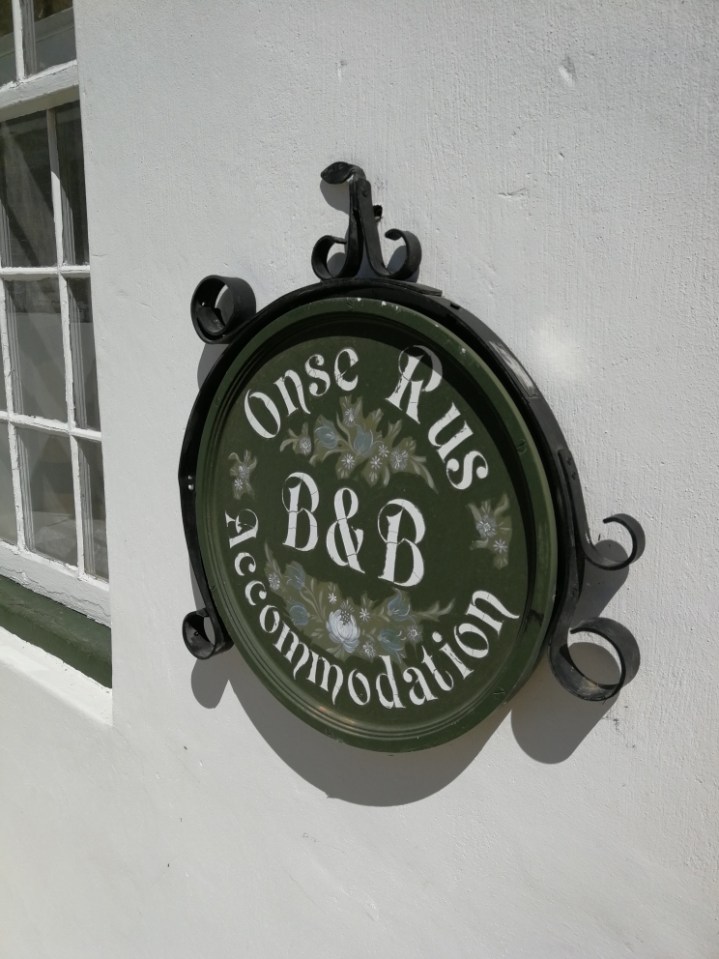 Onse Rus
B&B
Accommodation